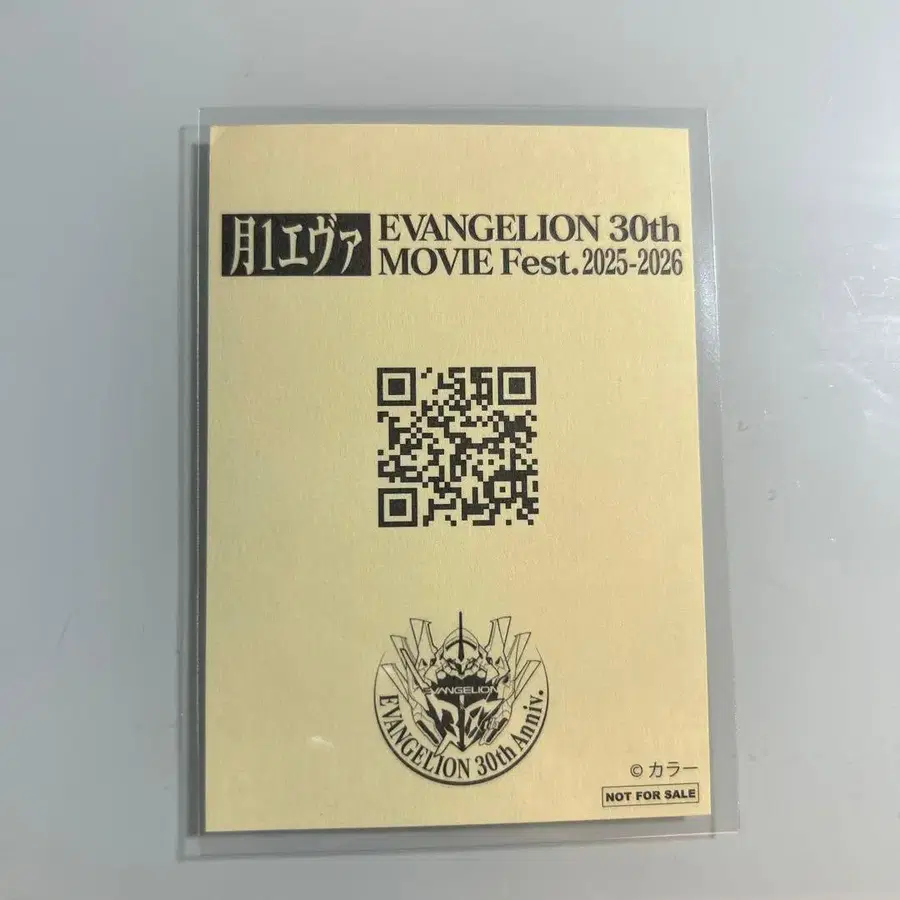 月1エヴァ
EVANGELION 30th
MOVIE Fest.2025-2026
EVANGELION
EVANGELION 30th Anniv.
© カラー
NOT FOR SALE